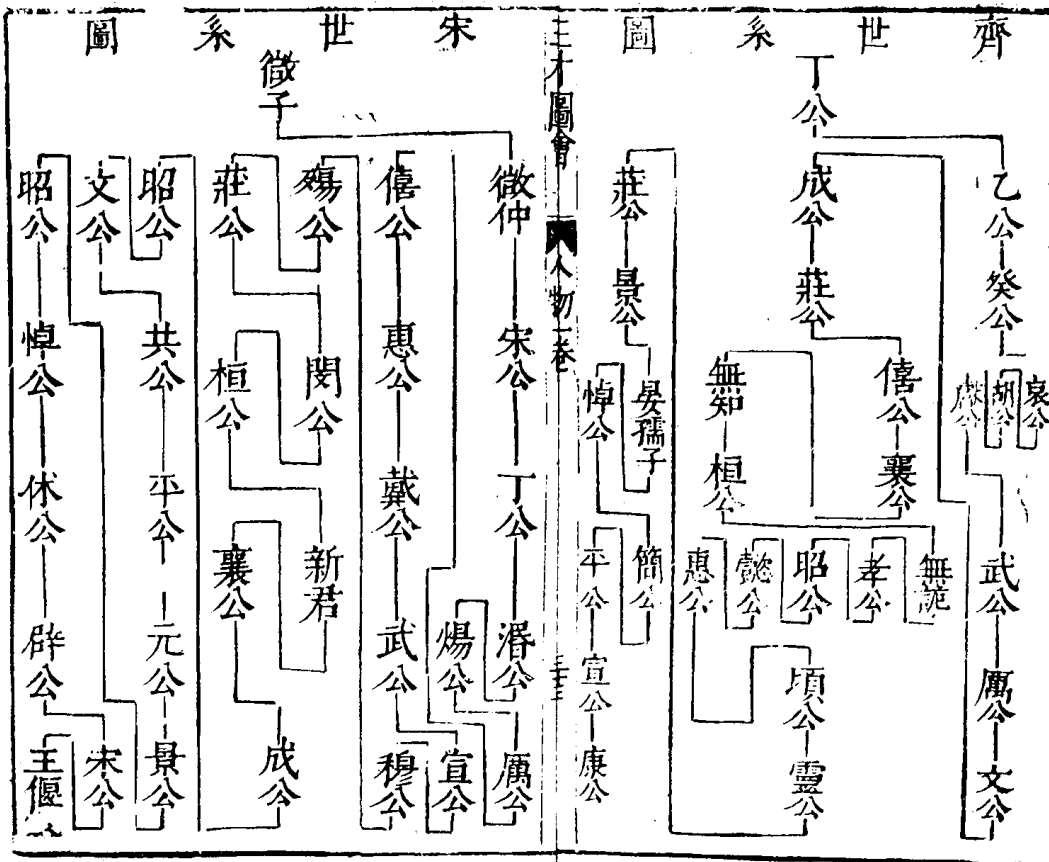 齊世系圖
丁公
乙公
癸公
哀公
胡公
武公
厲公
文公
成公
莊公
僖公
襄公
無知
桓公
無詭
孝公
昭公
懿公
惠公
頃公
靈公
莊公
景公
晏孺子
悼公
簡公
平公
宣公
康公
三才圖會
人物一卷
宋世系圖
微子
微仲
宋公
丁公
湣公
煬公
厲公
僖公
惠公
戴公
武公
宣公
穆公
殤公
莊公
閔公
桓公
新君
襄公
成公
昭公
文公
共公
平公
元公
景公
宋公
昭公
悼公
休公
辟公
王偃